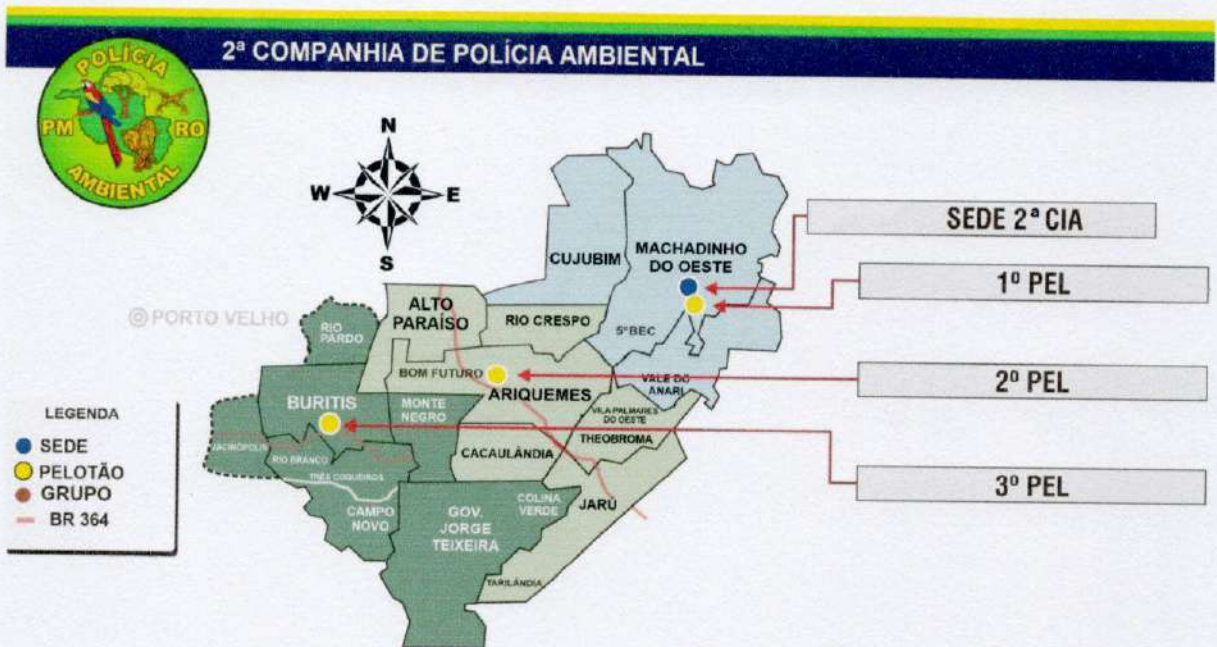 2ª COMPANHIA DE POLÍCIA AMBIENTAL
POLÍCIA
PM RO
AMBIENTAL
N
W E
S
SEDE 2ª CIA
1º PEL
2º PEL
3º PEL
CUJUBIM
MACHADINHO
DO OESTE
ALTO
PARAÍSO
RIO CRESPO
5ºBEC
@PORTO VELHO
RIO
PARDO
BOM FUTURO
ARIQUEMES
VALE DO
ANARI
BURITIS
MONTE
NEGRO
VILA PALMARES
DO OESTE
THEOBROMA
JACINÓPOLIS
RIO BRANCO
CACAULÂNDIA
TRÊS COQUEIROS
CAMPO
NOVO
GOV.
JORGE
TEIXEIRA
COLINA
VERDE
JARÚ
TARILÂNDIA
LEGENDA
SEDE
PELOTÃO
GRUPO
BR 364